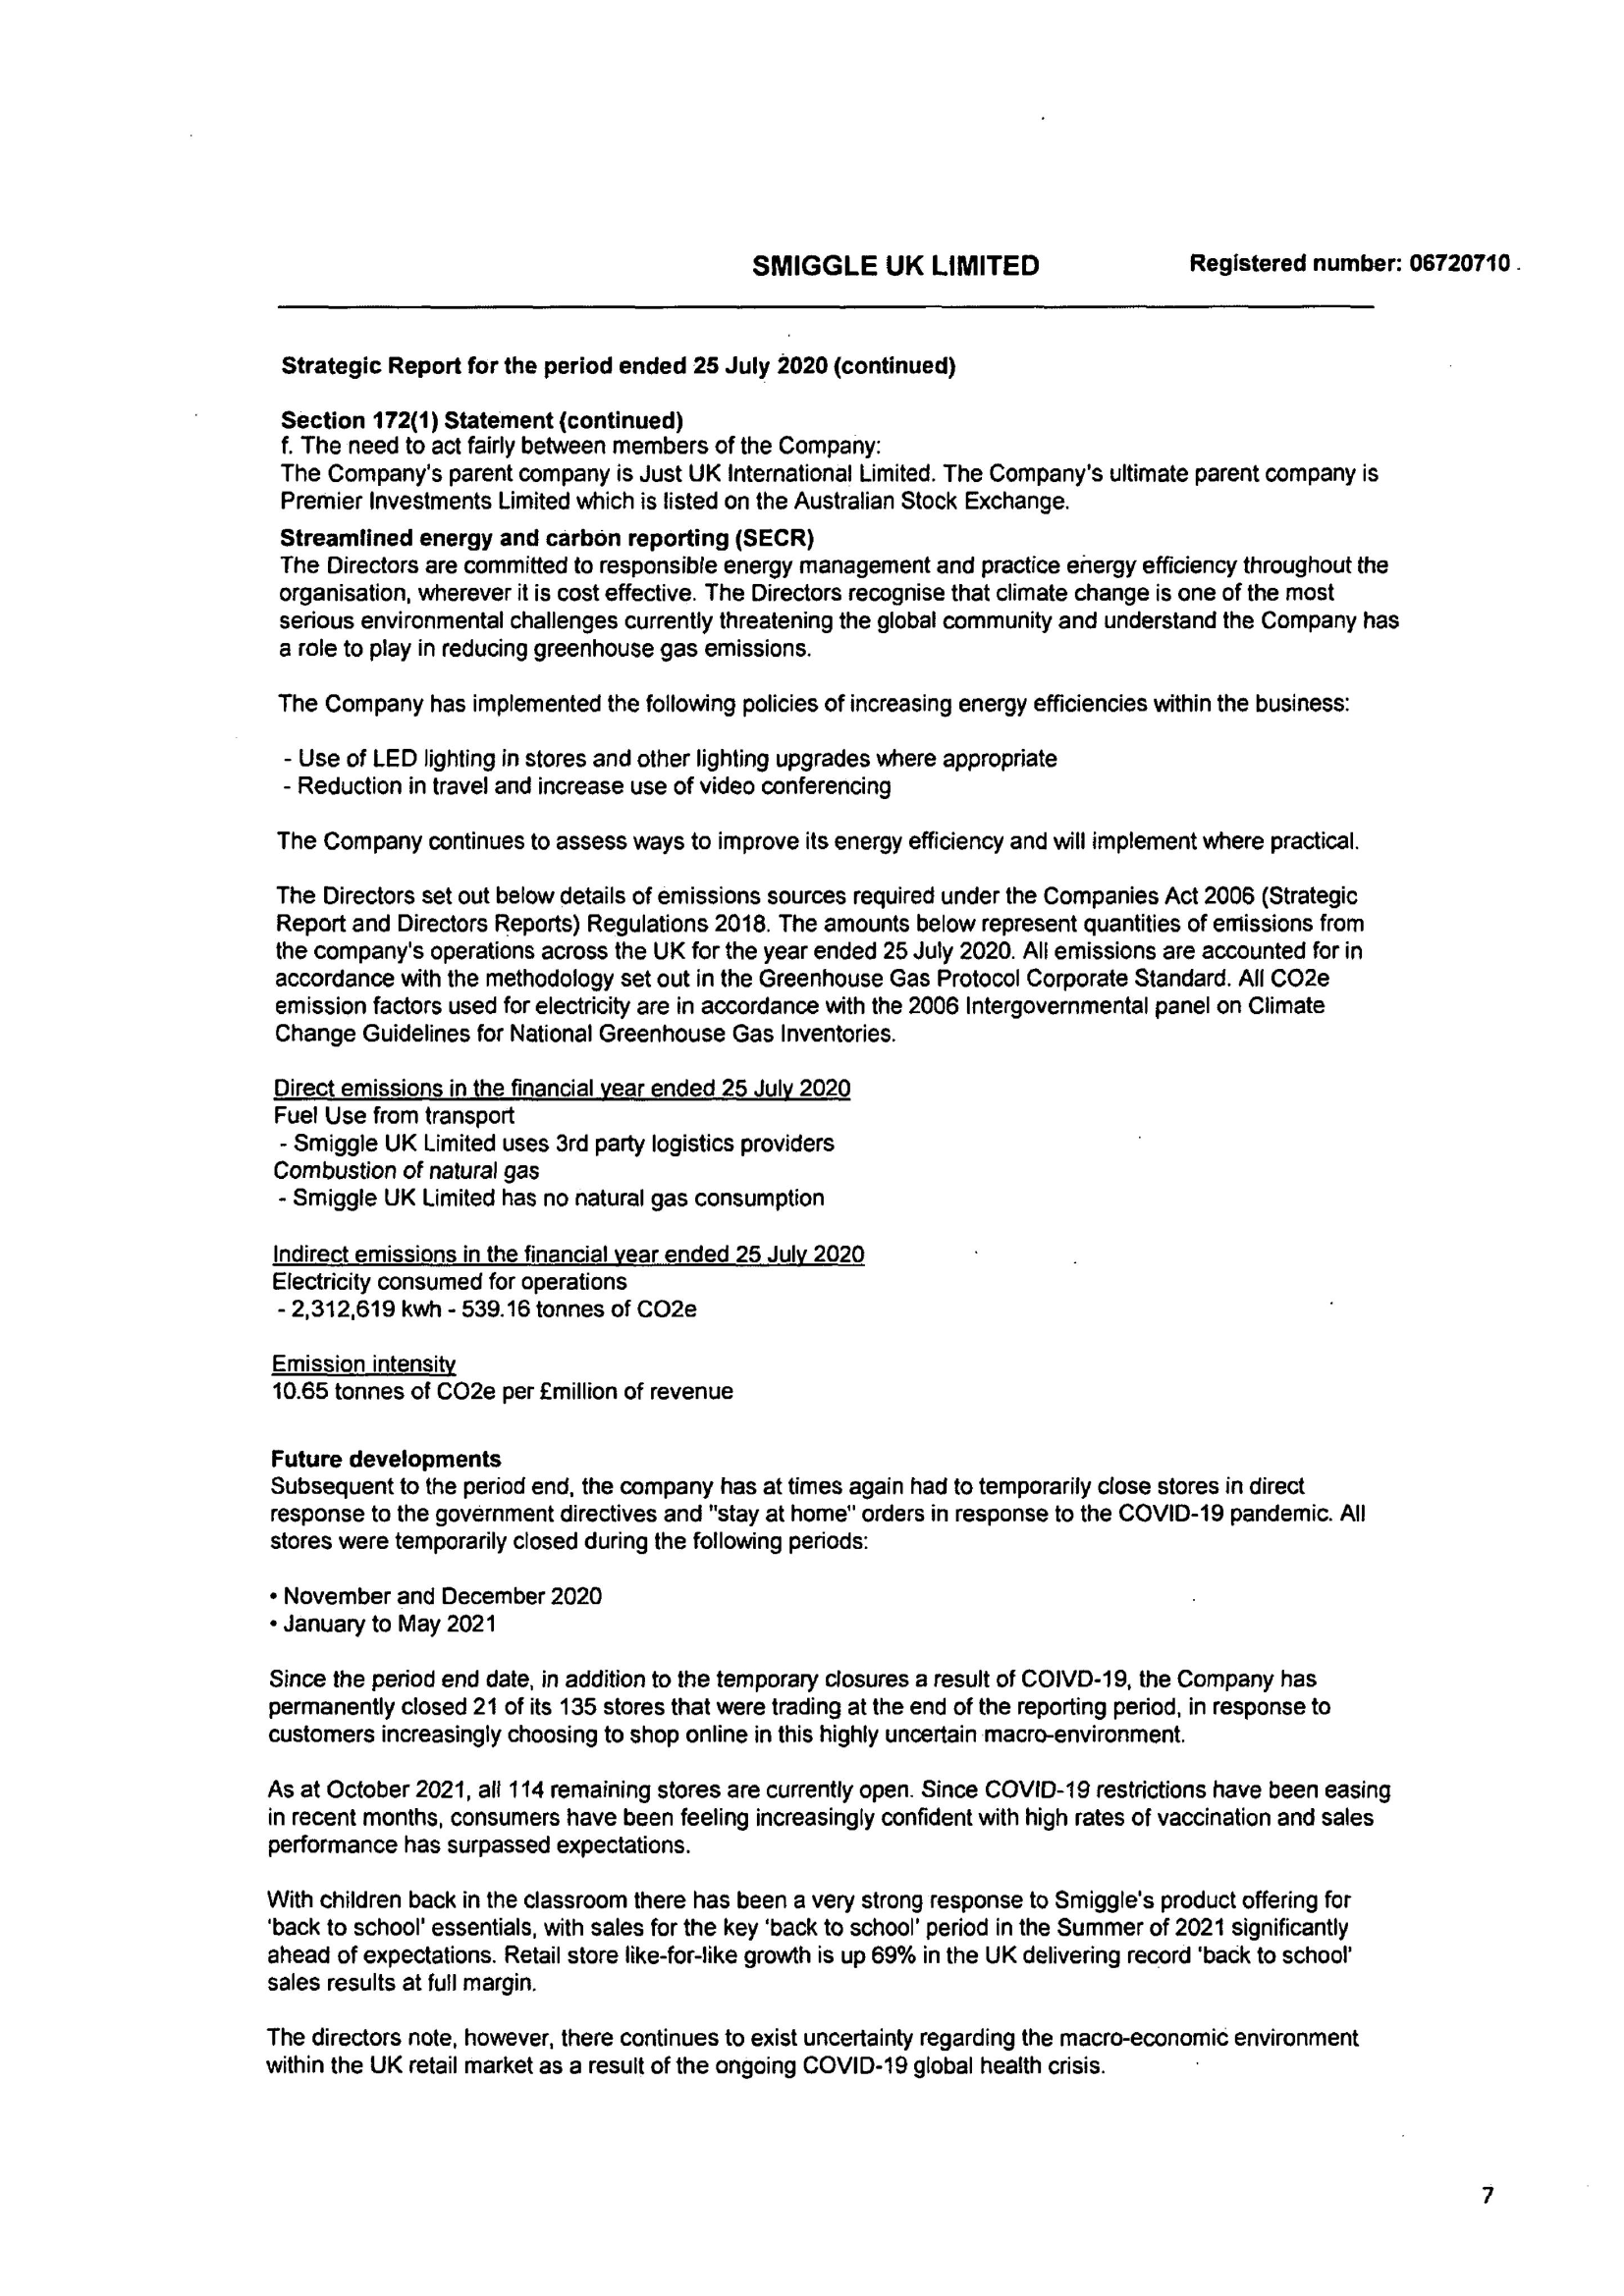 SMIGGLE UK LIMITED
Registered number: 06720710
Strategic Report for the period ended 25 July 2020 (continued)
Section 172(1) Statement (continued)
f. The need to act fairly between members of the Company:
The Company's parent company is Just UK International Limited. The Company's ultimate parent company is
Premier Investments Limited which is listed on the Australian Stock Exchange.
Streamlined energy and carbon reporting (SECR)
The Directors are committed to responsible energy management and practice energy efficiency throughout the
organisation, wherever it is cost effective. The Directors recognise that climate change is one of the most
serious environmental challenges currently threatening the global community and understand the Company has
a role to play in reducing greenhouse gas emissions.
The Company has implemented the following policies of increasing energy efficiencies within the business:
- Use of LED lighting in stores and other lighting upgrades where appropriate
- Reduction in travel and increase use of video conferencing
The Company continues to assess ways to improve its energy efficiency and will implement where practical.
The Directors set out below details of emissions sources required under the Companies Act 2006 (Strategic
Report and Directors Reports) Regulations 2018. The amounts below represent quantities of emissions from
the company's operations across the UK for the year ended 25 July 2020. All emissions are accounted for in
accordance with the methodology set out in the Greenhouse Gas Protocol Corporate Standard. All CO2e
emission factors used for electricity are in accordance with the 2006 Intergovernmental panel on Climate
Change Guidelines for National Greenhouse Gas Inventories.
Direct emissions in the financial year ended 25 July 2020
Fuel Use from transport
- Smiggle UK Limited uses 3rd party logistics providers
Combustion of natural gas
- Smiggle UK Limited has no natural gas consumption
Indirect emissions in the financial year ended 25 July 2020
Electricity consumed for operations
- 2,312,619 kwh - 539.16 tonnes of CO2e
Emission intensity
10.65 tonnes of CO2e per £million of revenue
Future developments
Subsequent to the period end, the company has at times again had to temporarily close stores in direct
response to the government directives and "stay at home" orders in response to the COVID-19 pandemic. All
stores were temporarily closed during the following periods:
• November and December 2020
• January to May 2021
Since the period end date, in addition to the temporary closures a result of COIVD-19, the Company has
permanently closed 21 of its 135 stores that were trading at the end of the reporting period, in response to
customers increasingly choosing to shop online in this highly uncertain macro-environment.
As at October 2021, all 114 remaining stores are currently open. Since COVID-19 restrictions have been easing
in recent months, consumers have been feeling increasingly confident with high rates of vaccination and sales
performance has surpassed expectations.
With children back in the classroom there has been a very strong response to Smiggle's product offering for
'back to school' essentials, with sales for the key 'back to school' period in the Summer of 2021 significantly
ahead of expectations. Retail store like-for-like growth is up 69% in the UK delivering record 'back to school'
sales results at full margin.
The directors note, however, there continues to exist uncertainty regarding the macro-economic environment
within the UK retail market as a result of the ongoing COVID-19 global health crisis.
7